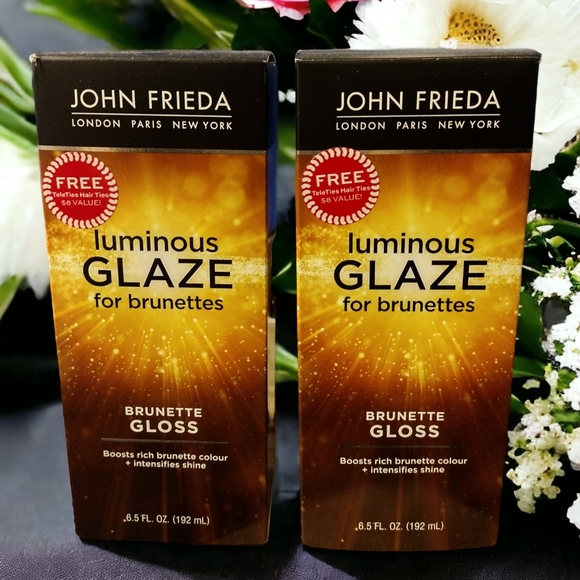 JOHN FRIEDA
LONDON PARIS NEW YORK
FREE
TeleTies Hair Ties
$8 VALUE!
luminous
GLAZE
for brunettes
BRUNETTE
GLOSS
Boosts rich brunette colour
+ intensifies shine
6.5 FL. OZ. (192 mL)
JOHN FRIEDA
LONDON PARIS NEW YORK
FREE
TeleTies Hair Ties
$8 VALUE!
luminous
GLAZE
for brunettes
BRUNETTE
GLOSS
Boosts rich brunette colour
+ intensifies shine
6.5 FL. OZ. (192 mL)